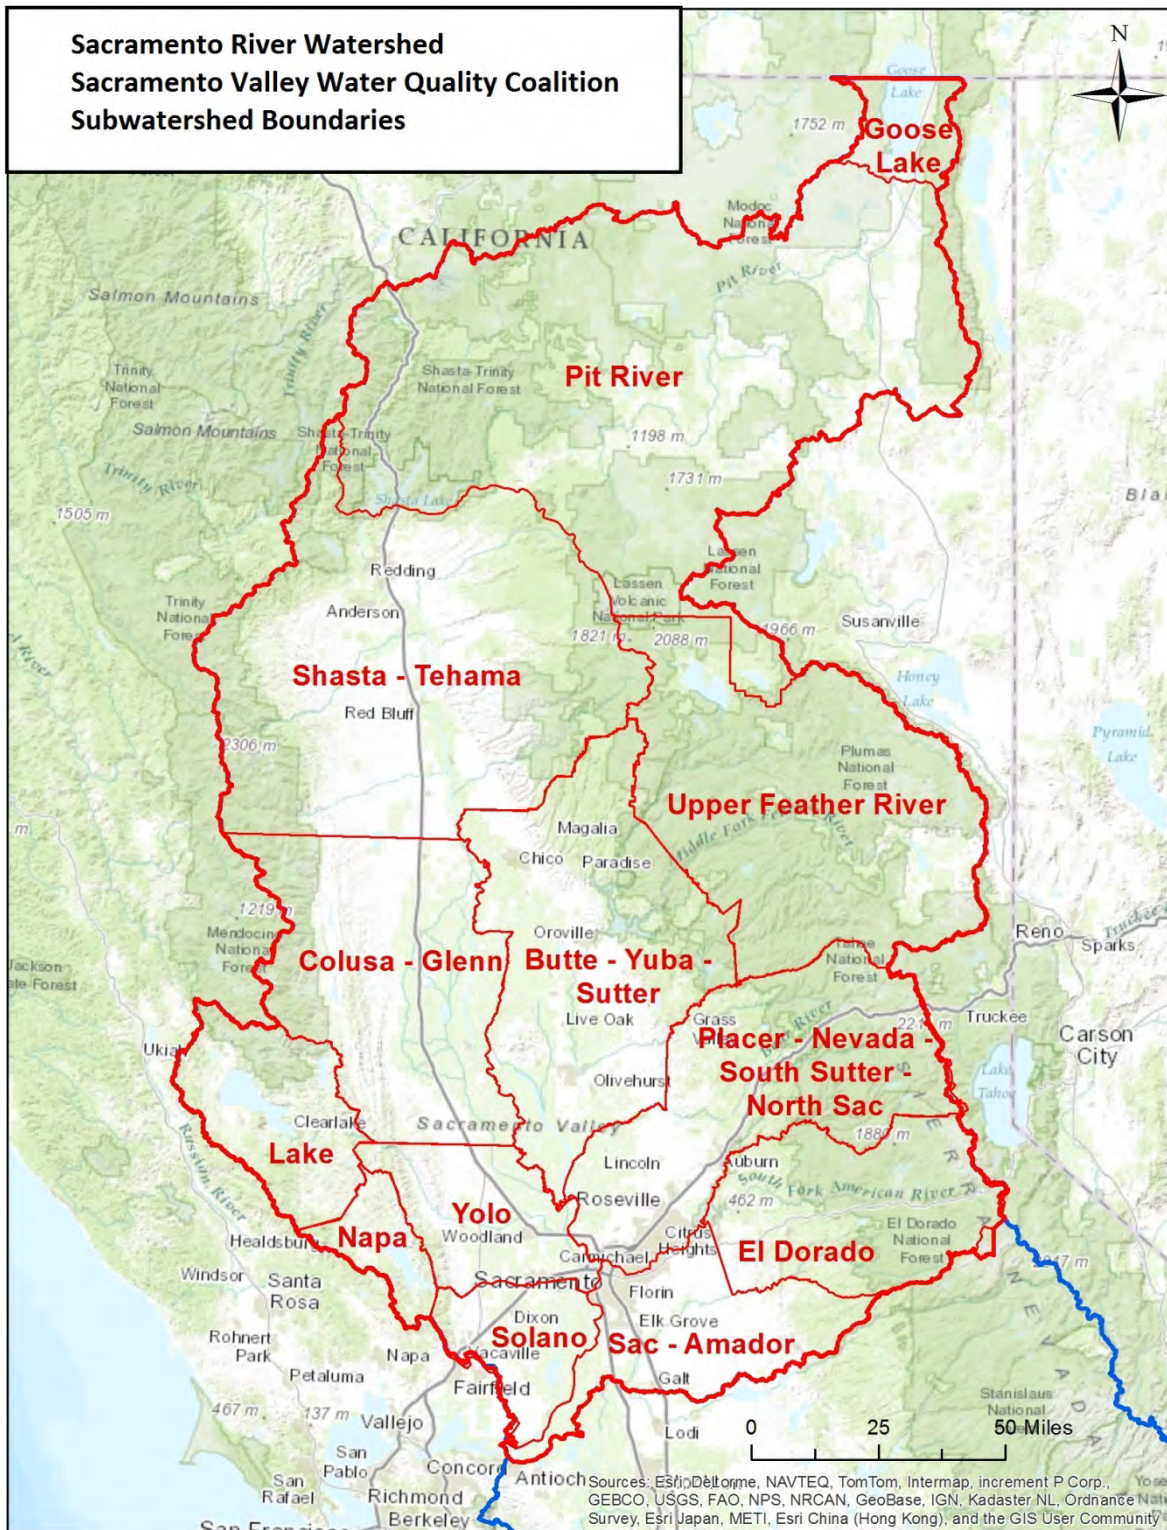 Sacramento River Watershed
Sacramento Valley Water Quality Coalition
Subwatershed Boundaries
N
Goose
Lake
1752 m
Goose
Lake
Modoc
National
Forest
CALIFORNIA
Pit River
Salmon Mountains
Trinity River
Trinity
National
Forest
Shasta-Trinity
National Forest
Pit River
Salmon Mountains
Shasta-Trinity
National
Forest
1198 m
Trinity River
1731 m
Shasta Lake
1505 m
Redding
Lassen
National
Forest
Lassen
Volcanic
National Park
Trinity
National
Forest
Anderson
1821 m
2088 m
1966 m
Susanville
Shasta - Tehama
Honey
Lake
Red Bluff
2306 m
Plumas
National
Forest
Pyramid
Lake
Upper Feather River
Magalia
Middle Fork Feather River
Chico
Paradise
1219 m
Mendocino
National
Forest
Oroville
Tahoe
National
Forest
Reno
Sparks
Colusa - Glenn
Butte - Yuba -
Sutter
Live Oak
Grass
Valley
Truckee
Ukiah
Placer - Nevada -
South Sutter -
North Sac
Carson
City
Olivehurst
Lake
Tahoe
Clearlake
Sacramento Valley
1880 m
Lake
Russian River
Lincoln
Auburn
South Fork American River
Roseville
462 m
Yolo
Woodland
Napa
Healdsburg
Citrus
Heights
El Dorado
National
Forest
Carmichael
El Dorado
Windsor
Santa
Rosa
Sacramento
Florin
Dixon
Elk Grove
Solano
Sac - Amador
Rohnert
Park
Napa
Vacaville
Petaluma
Fairfield
Galt
SIERRA NEVADA
Stanislaus
National
467 m
137 m
Vallejo
Lodi
0 25 50 Miles
San
Pablo
Concord
Antioch
San
Rafael
Richmond
Berkeley
San Francisco
Sources: Esri, DeLorme, NAVTEQ, TomTom, Intermap, increment P Corp.,
GEBCO, USGS, FAO, NPS, NRCAN, GeoBase, IGN, Kadaster NL, Ordnance
Survey, Esri Japan, METI, Esri China (Hong Kong), and the GIS User Community